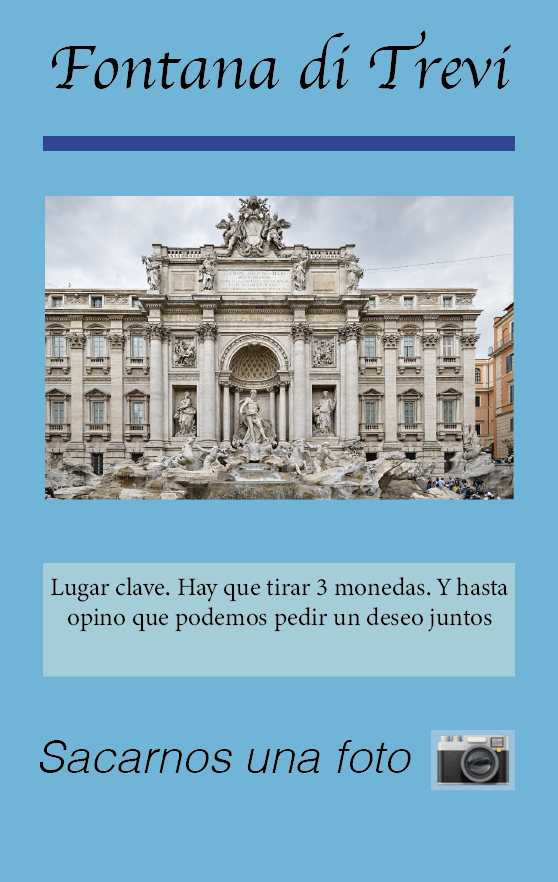 Fontana di Trevi
Lugar clave. Hay que tirar 3 monedas. Y hasta
opino que podemos pedir un deseo juntos
Sacarnos una foto